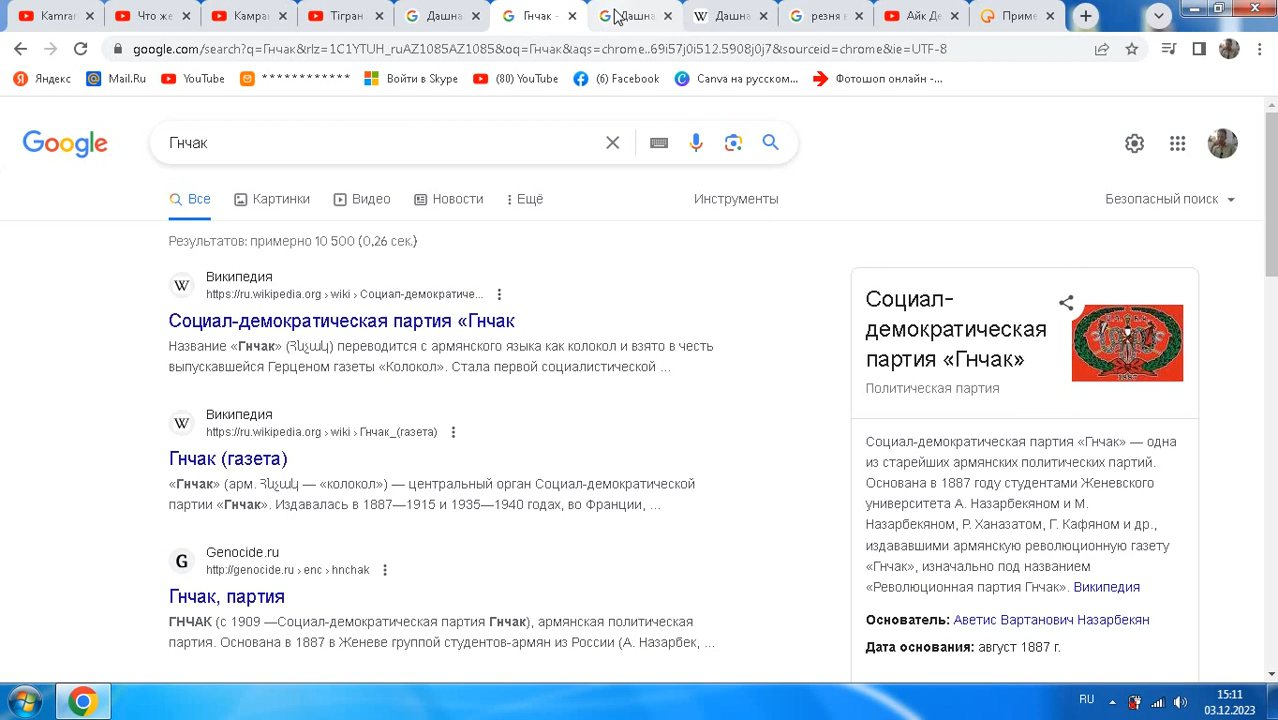 Kamran
Что же
Кампра
Тігран
Дашна
Гнчак -
Дашна
Дашна
резня в
Айк Д
Приме
google.com/search?q=Гнчак&rlz=1C1YTUH_ruAZ1085AZ1085&oq=Гнчак&aqs=chrome..69i57j0i512.5908j0j7&sourceid=chrome&ie=UTF-8
Яндекс
Mail.Ru
YouTube
* * * * * * * * * * * *
Войти в Skype
(80) YouTube
(6) Facebook
Canva на русском...
Фотошоп онлайн -...
Google
Гнчак
Все
Картинки
Видео
Новости
Ещё
Инструменты
Безопасный поиск
Результатов: примерно 10 500 (0,26 сек.)
Википедия
https://ru.wikipedia.org › wiki › Социал-демократиче...
Социал-демократическая партия «Гнчак
Название «Гнчак» (Հնչակ) переводится с армянского языка как колокол и взято в честь
выпускавшейся Герценом газеты «Колокол». Стала первой социалистической ...
Википедия
https://ru.wikipedia.org › wiki › Гнчак_(газета)
Гнчак (газета)
«Гнчак» (арм. Հնչակ — «колокол») — центральный орган Социал-демократической
партии «Гнчак». Издавалась в 1887—1915 и 1935—1940 годах, во Франции, ...
Genocide.ru
http://genocide.ru › enc › hnchak
Гнчак, партия
ГНЧАК (с 1909 —Социал-демократическая партия Гнчак), армянская политическая
партия. Основана в 1887 в Женеве группой студентов-армян из России (А. Назарбек, ...
Социал-
демократическая
партия «Гнчак»
Политическая партия
1887
Социал-демократическая партия «Гнчак» — одна
из старейших армянских политических партий.
Основана в 1887 году студентами Женевского
университета А. Назарбекяном и М.
Назарбекяном, Р. Ханазатом, Г. Кафяном и др.,
издававшими армянскую революционную газету
«Гнчак», изначально под названием
«Революционная партия Гнчак». Википедия
Основатель: Аветис Вартанович Назарбекян
Дата основания: август 1887 г.
RU
15:11
03.12.2023